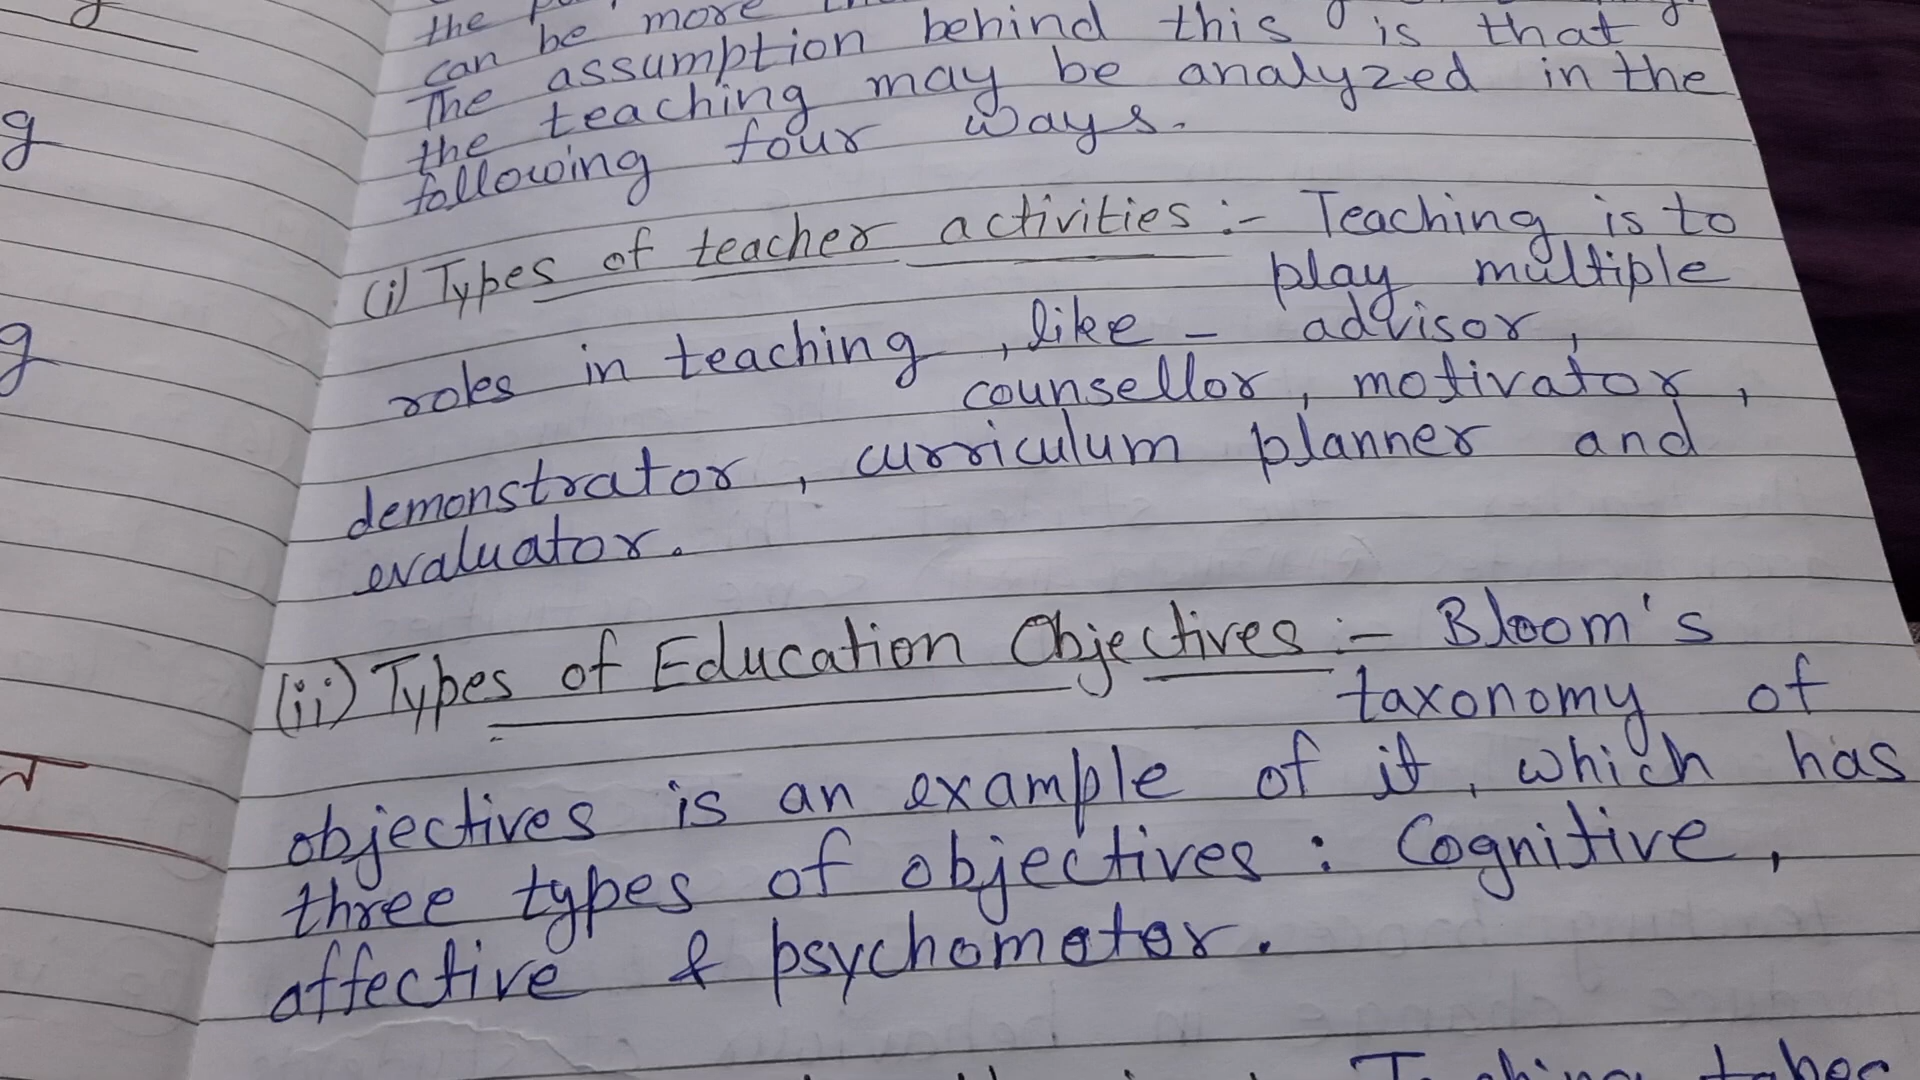 g
g
न
the
can be more
The assumption behind this is that
the teaching may be analyzed in the
following four ways.
(i) Types of teacher activities :- Teaching is to
play multiple
roles in teaching, like - advisor,
counsellor, motivator,
demonstrator, curriculum planner and
evaluator.
(ii) Types of Education Objectives :- Bloom's
taxonomy of
objectives is an example of it, which has
three types of objectives : Cognitive,
affective & psychomotor.